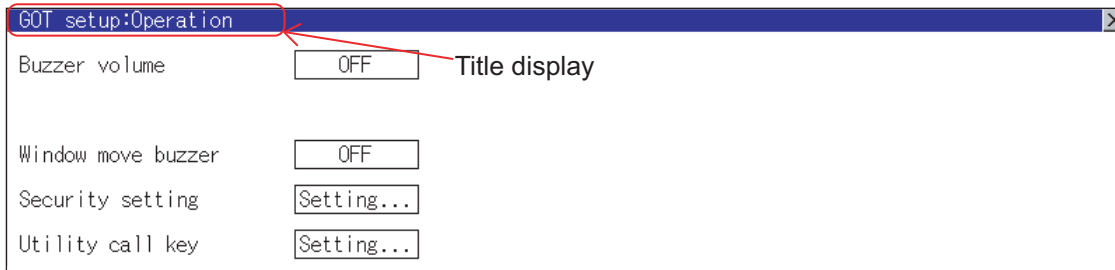 GOT setup:Operation
Buzzer volume OFF Title display
Window move buzzer OFF
Security setting Setting...
Utility call key Setting...